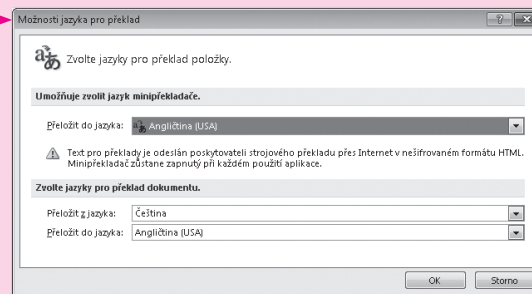 Možnosti jazyka pro překlad
Zvolte jazyky pro překlad položky.
Umožňuje zvolit jazyk minipřekladače.
Přeložit do jazyka: Angličtina (USA)
Text pro překlady je odeslán poskytovateli strojového překladu přes Internet v nešifrovaném formátu HTML.
Minipřekladač zůstane zapnutý při každém použití aplikace.
Zvolte jazyky pro překlad dokumentu.
Přeložit z jazyka: Čeština
Přeložit do jazyka: Angličtina (USA)
OK Storno